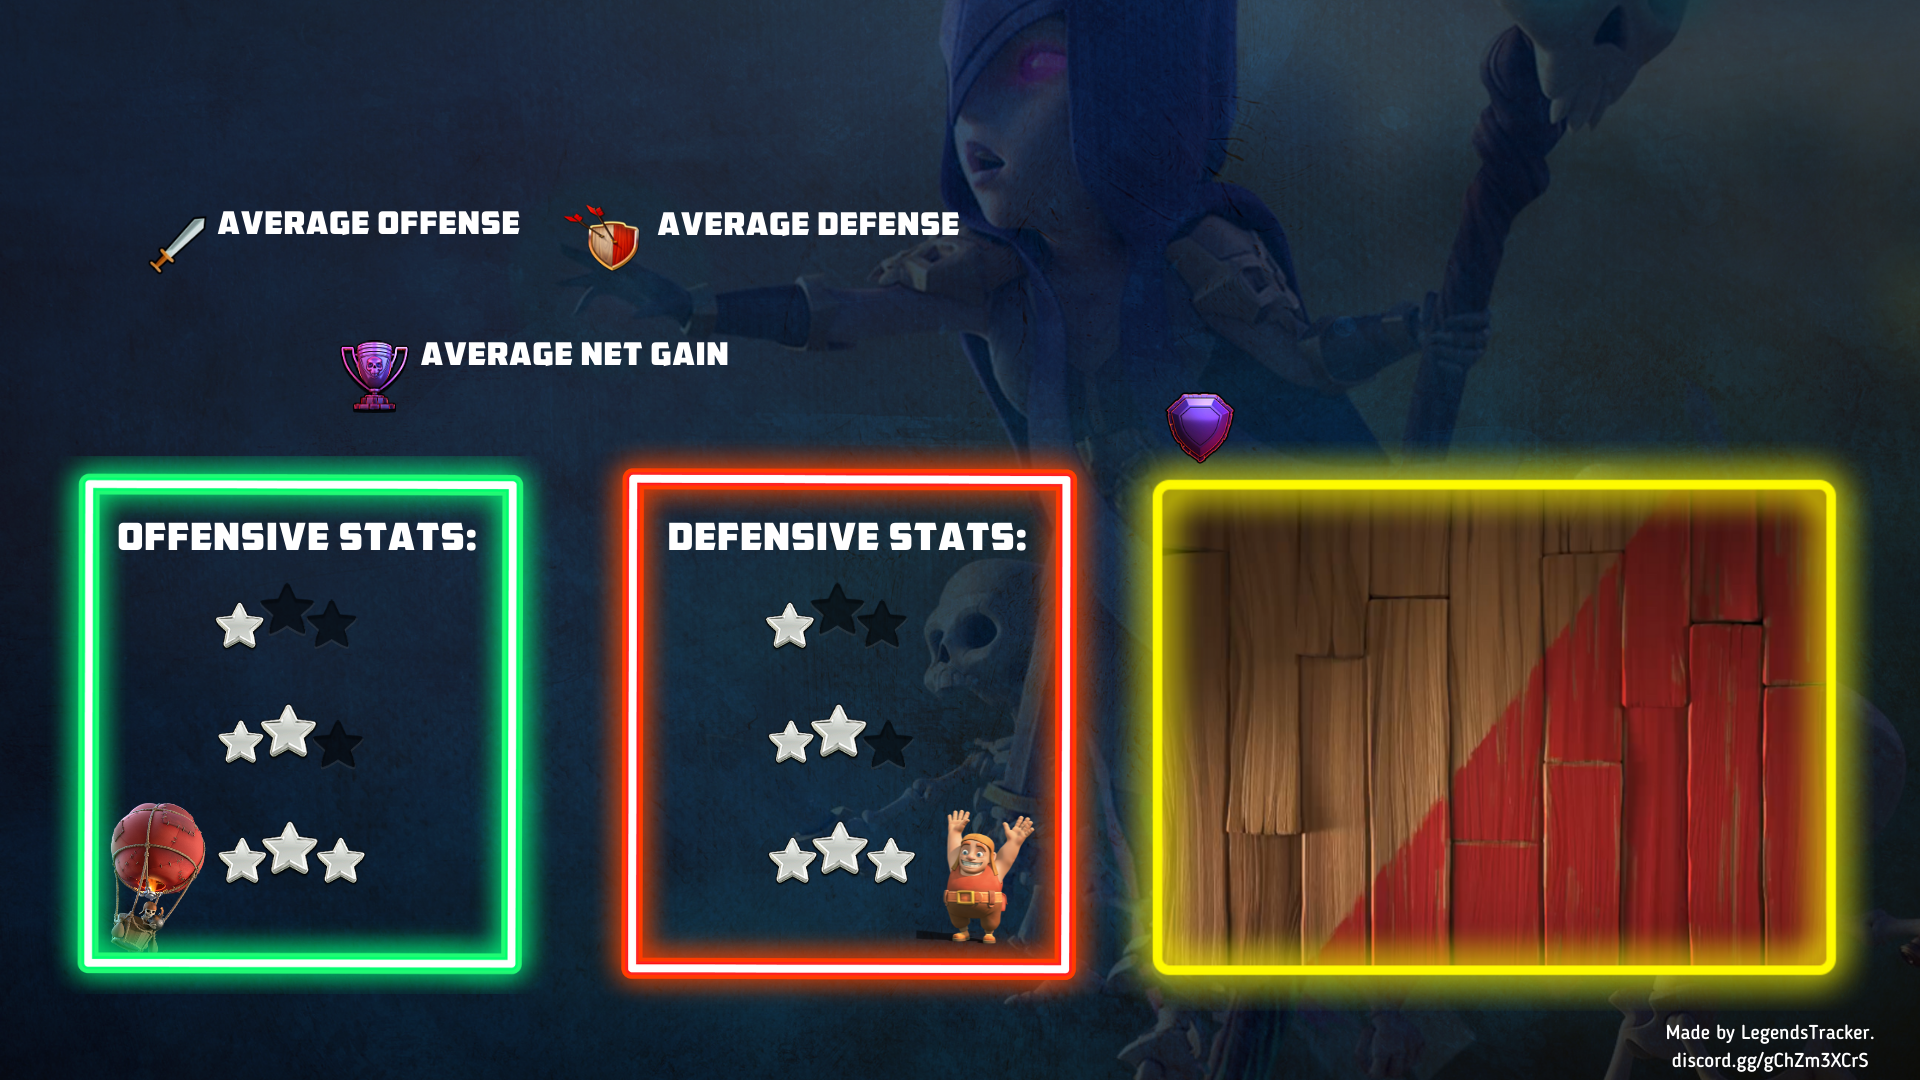 AVERAGE OFFENSE
AVERAGE DEFENSE
AVERAGE NET GAIN
OFFENSIVE STATS:
DEFENSIVE STATS:
Made by LegendsTracker.
discord.gg/gChZm3XCrS